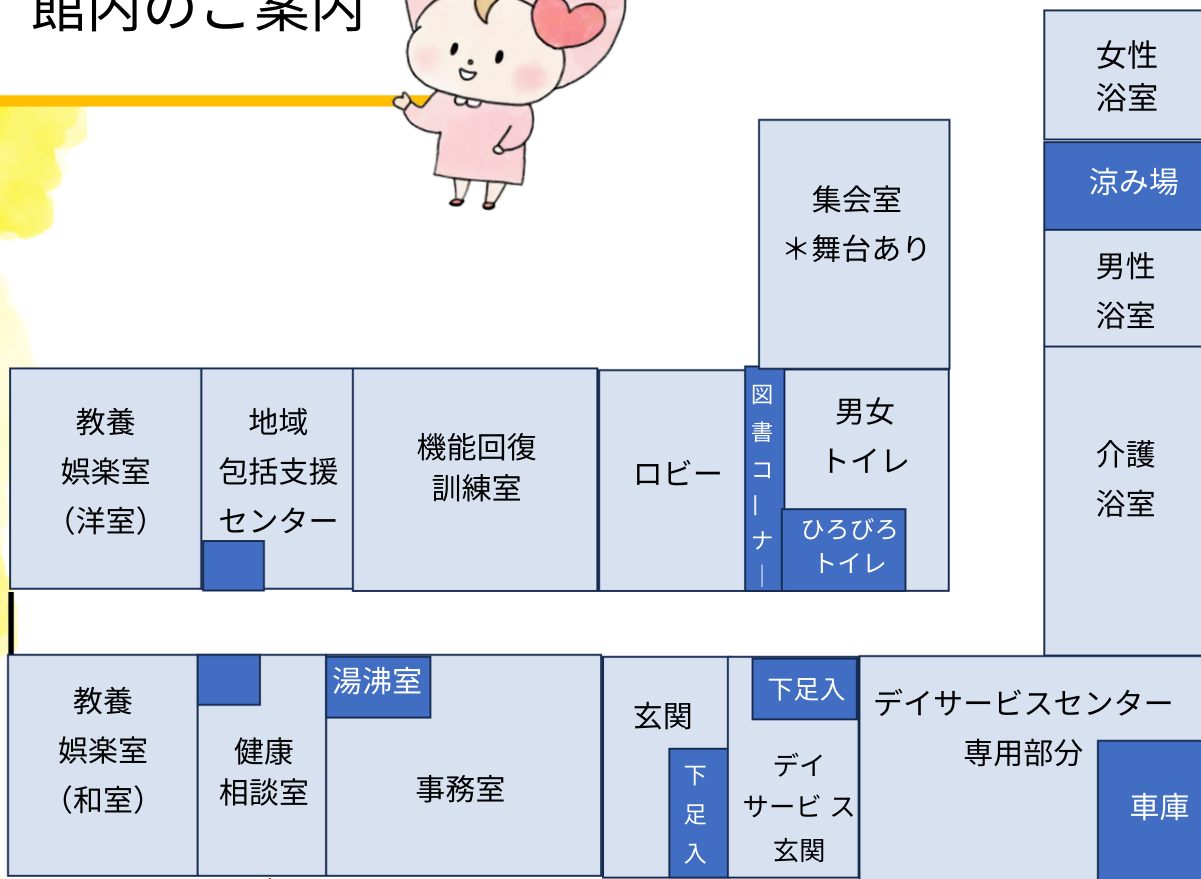 館内のご案内
女性
浴室
涼み場
集会室
＊舞台あり
男性
浴室
教養
娯楽室
（洋室）
地域
包括支援
センター
機能回復
訓練室
ロビー
図書コーナー
男女
トイレ
ひろびろ
トイレ
介護
浴室
教養
娯楽室
（和室）
健康
相談室
湯沸室
事務室
玄関
下足入
下足入
デイ
サービ ス
玄関
デイサービスセンター
専用部分
車庫